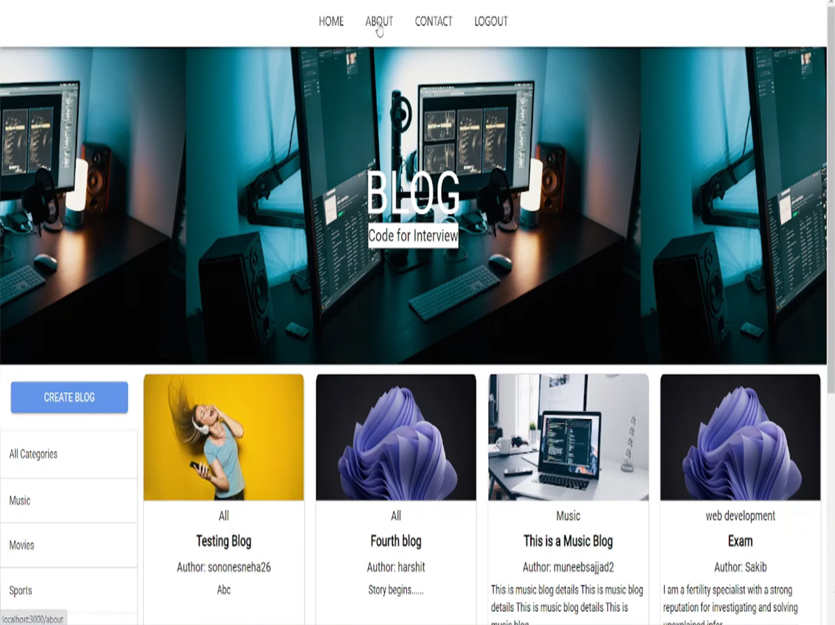 HOME ABOUT CONTACT LOGOUT
BLOG
Code for Interview
CREATE BLOG
All Categories
Music
Movies
Sports
All
Testing Blog
Author: sononesneha26
Abc
All
Fourth blog
Author: harshit
Story begins......
Music
This is a Music Blog
Author: muneebsajjad2
This is music blog details This is music blog
details This is music blog details This is
music blog
web development
Exam
Author: Sakib
I am a fertility specialist with a strong
reputation for investigating and solving
unexplained infer
localhost:3000/about